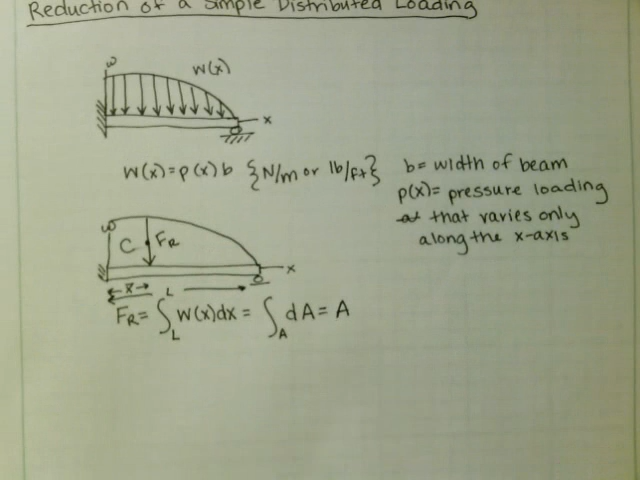 Reduction of a Simple Distributed Loading
w
w(x)
x
w(x) = p(x) b {N/m or lb/ft}
b = width of beam
p(x) = pressure loading
that varies only
along the x-axis
w
C
FR
x
x̄
L
FR = ∫L w(x)dx = ∫A dA = A